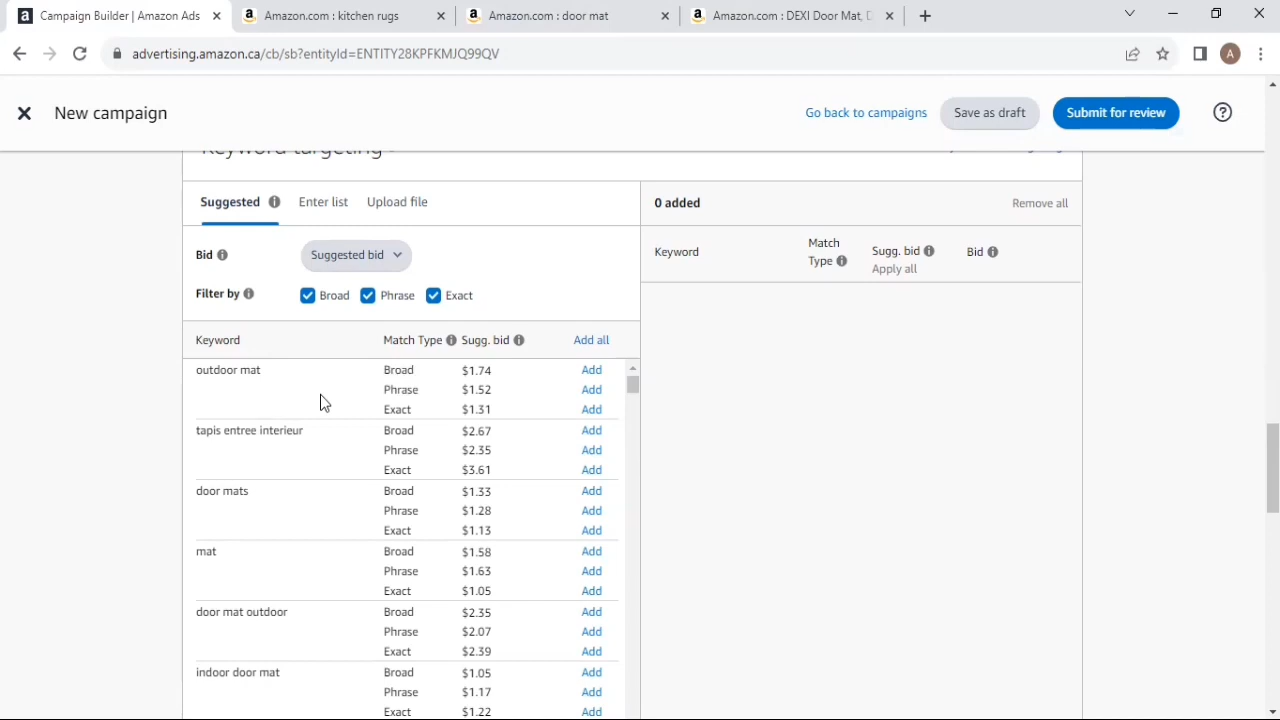 Campaign Builder | Amazon Ads
Amazon.com : kitchen rugs
Amazon.com : door mat
Amazon.com : DEXI Door Mat, D
advertising.amazon.ca/cb/sb?entityId=ENTITY28KPFKMJQ99QV
A
New campaign
Go back to campaigns
Save as draft
Submit for review
Keyword targeting
Suggested
Enter list
Upload file
0 added
Remove all
Bid
Suggested bid
Filter by
Broad
Phrase
Exact
Keyword
Match Type
Sugg. bid
Apply all
Bid
Keyword Match Type Sugg. bid Add all
outdoor mat Broad $1.74 Add
Phrase $1.52 Add
Exact $1.31 Add
tapis entree interieur Broad $2.67 Add
Phrase $2.35 Add
Exact $3.61 Add
door mats Broad $1.33 Add
Phrase $1.28 Add
Exact $1.13 Add
mat Broad $1.58 Add
Phrase $1.63 Add
Exact $1.05 Add
door mat outdoor Broad $2.35 Add
Phrase $2.07 Add
Exact $2.39 Add
indoor door mat Broad $1.05 Add
Phrase $1.17 Add
Exact $1.22 Add